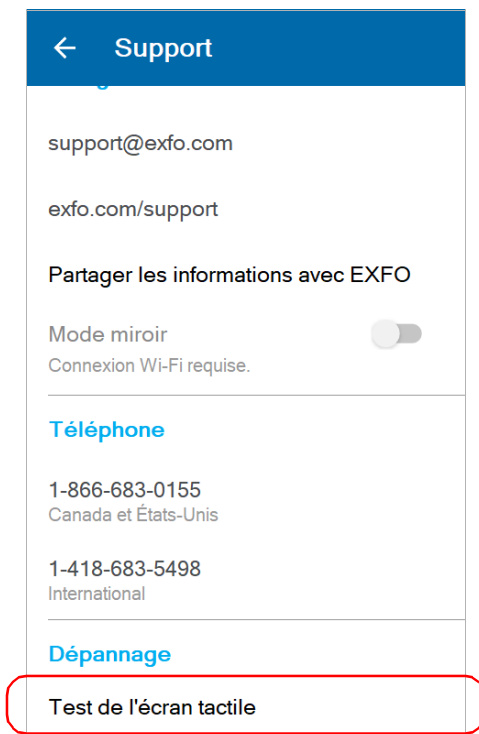 Support
support@exfo.com
exfo.com/support
Partager les informations avec EXFO
Mode miroir
Connexion Wi-Fi requise.
Téléphone
1-866-683-0155
Canada et États-Unis
1-418-683-5498
International
Dépannage
Test de l'écran tactile